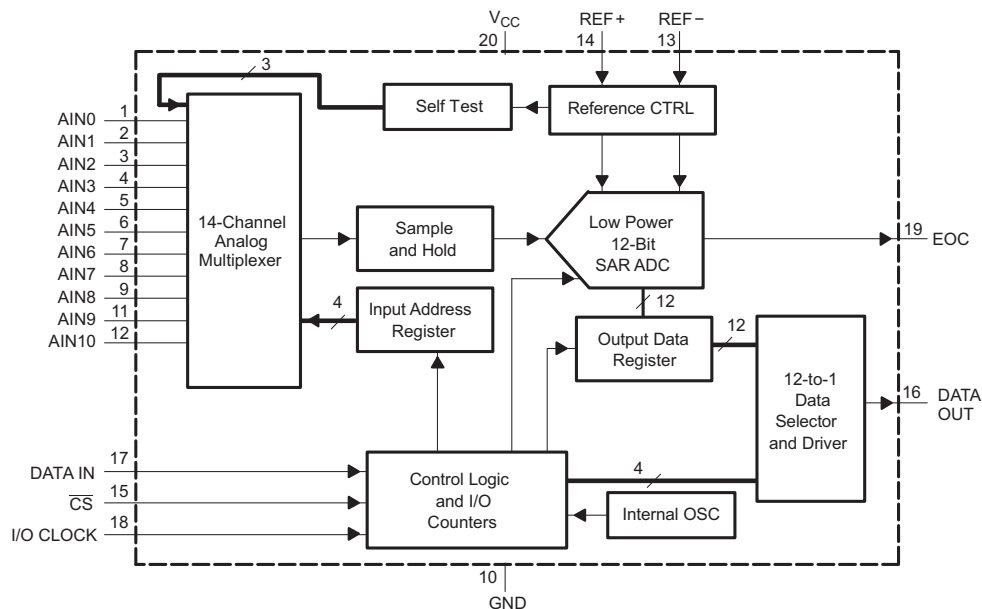 VCC
20
REF+
14
REF−
13
3
Self Test
Reference CTRL
AIN0
1
AIN1
2
AIN2
3
AIN3
4
AIN4
5
AIN5
6
AIN6
7
AIN7
8
AIN8
9
AIN9
11
AIN10
12
14-Channel
Analog
Multiplexer
Sample
and Hold
Low Power
12-Bit
SAR ADC
19
EOC
4
Input Address
Register
12
Output Data
Register
12
12-to-1
Data
Selector
and Driver
16
DATA
OUT
DATA IN
17
CS
15
I/O CLOCK
18
Control Logic
and I/O
Counters
4
Internal OSC
10
GND